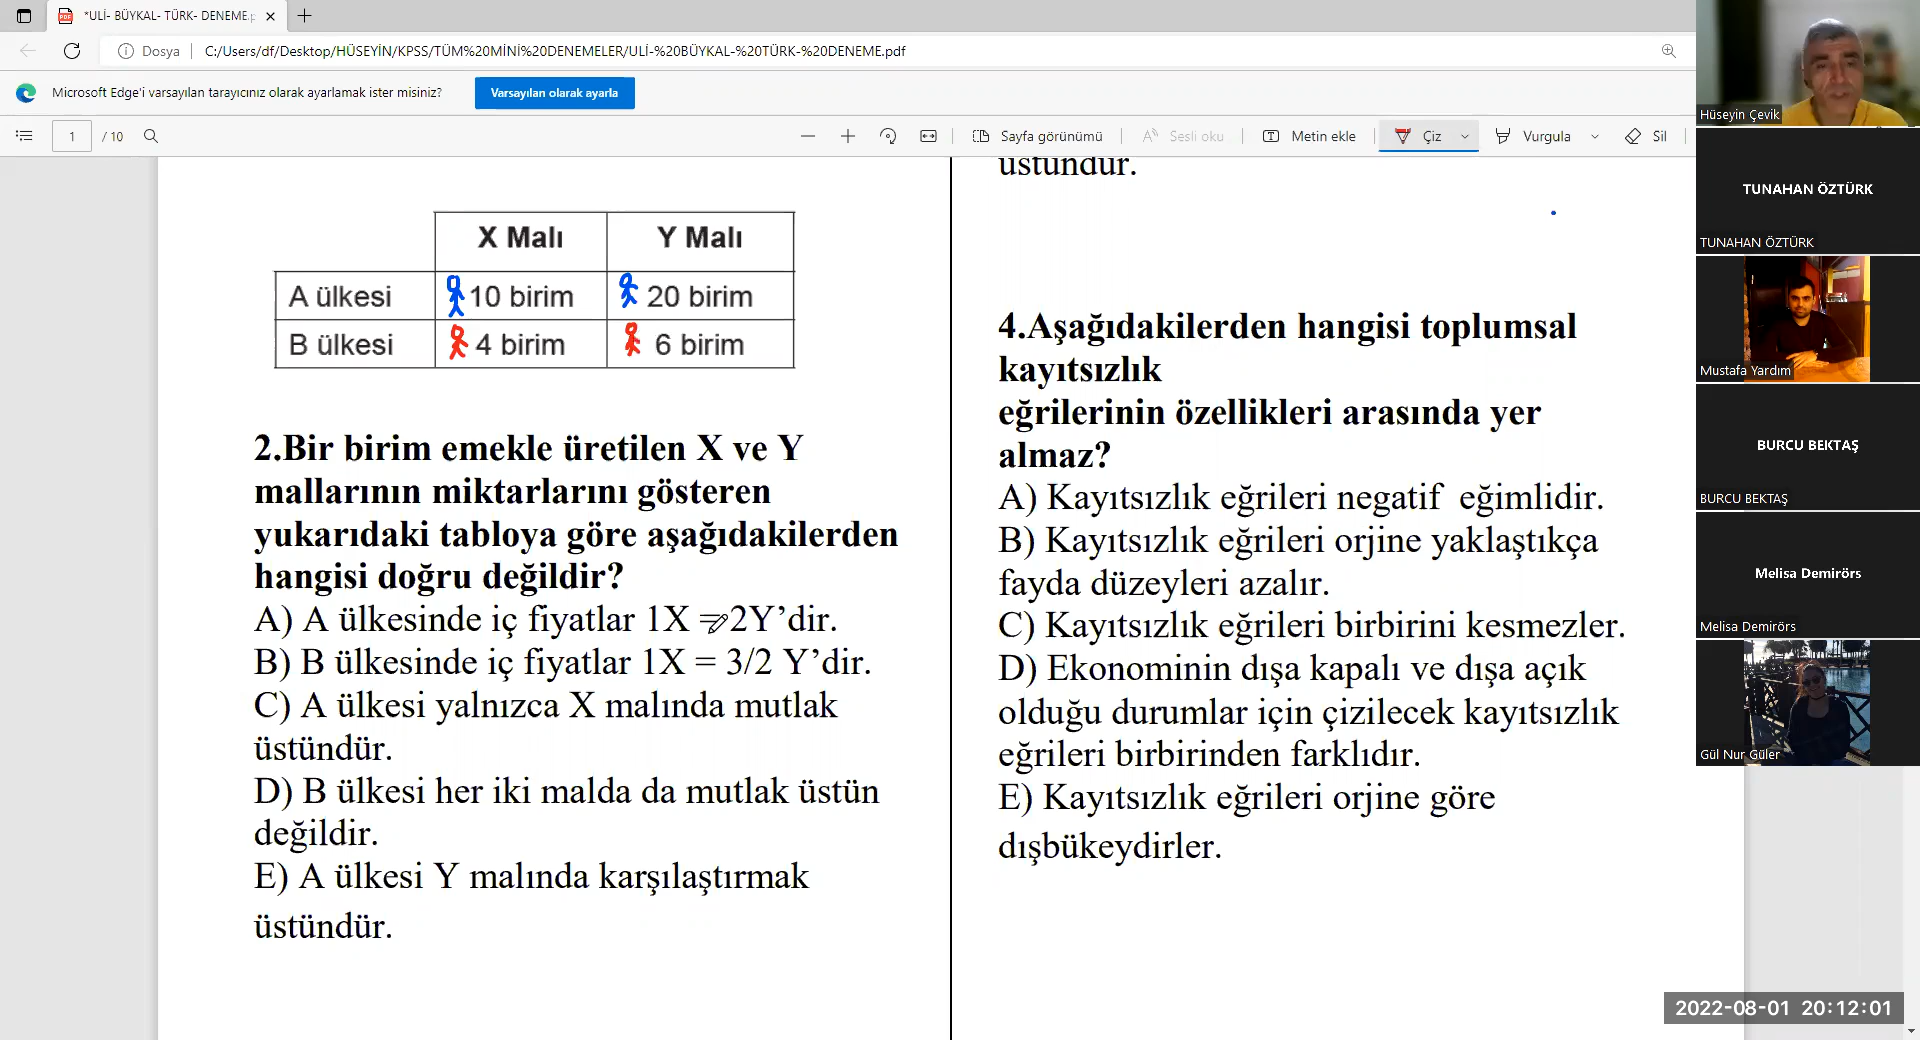 *ULİ- BÜYKAL- TÜRK- DENEME.p
Dosya
C:/Users/df/Desktop/HÜSEYİN/KPSS/TÜM%20MİNİ%20DENEMELER/ULİ-%20BÜYKAL-%20TÜRK-%20DENEME.pdf
Microsoft Edge'i varsayılan tarayıcınız olarak ayarlamak ister misiniz?
Varsayılan olarak ayarla
1 / 10
Sayfa görünümü
Sesli oku
Metin ekle
Çiz
Vurgula
Sil
X Malı Y Malı
A ülkesi 10 birim 20 birim
B ülkesi 4 birim 6 birim
2.Bir birim emekle üretilen X ve Y
mallarının miktarlarını gösteren
yukarıdaki tabloya göre aşağıdakilerden
hangisi doğru değildir?
A) A ülkesinde iç fiyatlar 1X = 2Y’dir.
B) B ülkesinde iç fiyatlar 1X = 3/2 Y’dir.
C) A ülkesi yalnızca X malında mutlak
üstündür.
D) B ülkesi her iki malda da mutlak üstün
değildir.
E) A ülkesi Y malında karşılaştırmak
üstündür.
üstündür.
4.Aşağıdakilerden hangisi toplumsal
kayıtsızlık
eğrilerinin özellikleri arasında yer
almaz?
A) Kayıtsızlık eğrileri negatif eğimlidir.
B) Kayıtsızlık eğrileri orjine yaklaştıkça
fayda düzeyleri azalır.
C) Kayıtsızlık eğrileri birbirini kesmezler.
D) Ekonominin dışa kapalı ve dışa açık
olduğu durumlar için çizilecek kayıtsızlık
eğrileri birbirinden farklıdır.
E) Kayıtsızlık eğrileri orjine göre
dışbükeydirler.
Hüseyin Çevik
TUNAHAN ÖZTÜRK
TUNAHAN ÖZTÜRK
Mustafa Yardım
BURCU BEKTAŞ
BURCU BEKTAŞ
Melisa Demirörs
Melisa Demirörs
Gül Nur Güler
2022-08-01 20:12:01